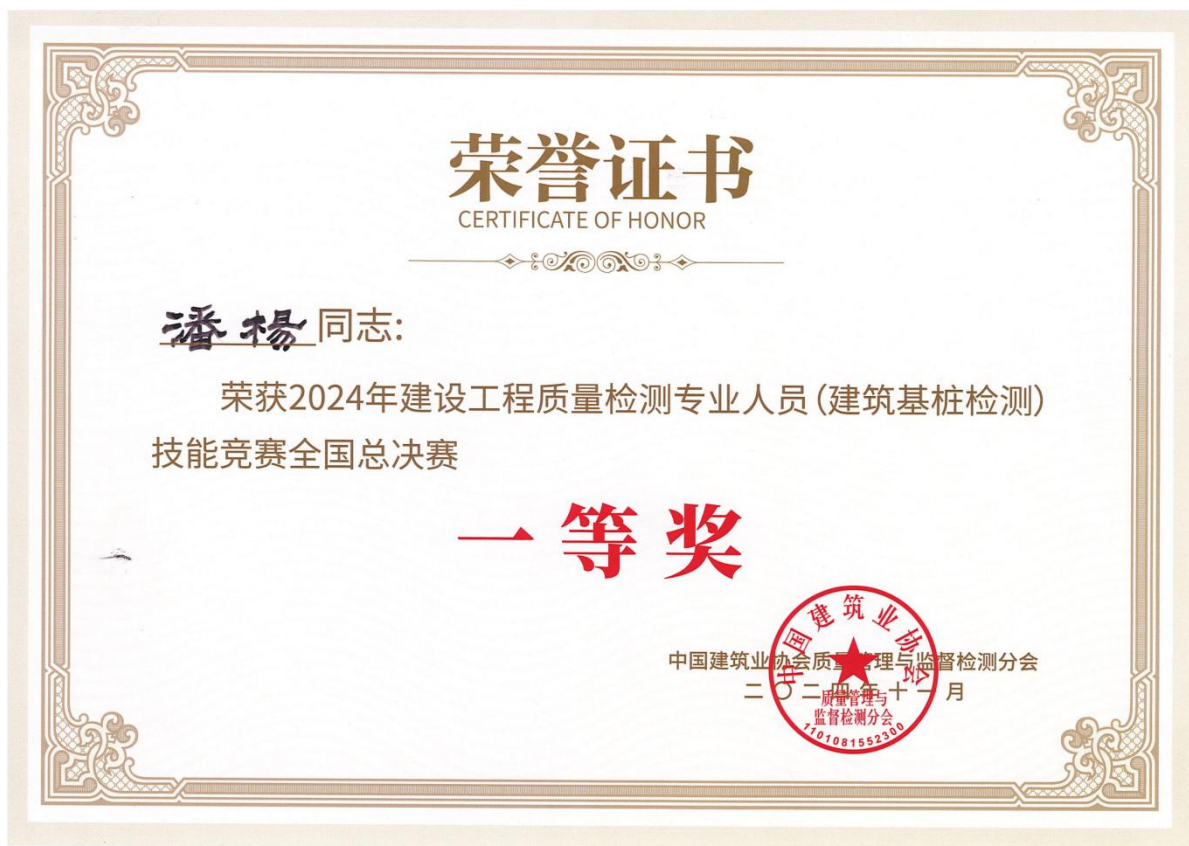 荣誉证书
CERTIFICATE OF HONOR
潘楊同志:
荣获2024年建设工程质量检测专业人员(建筑基桩检测)
技能竞赛全国总决赛
一等奖
中国建筑业协会质量管理与监督检测分会
二〇二四年十一月
中国建筑业协会
质量管理与
监督检测分会
1101081552300